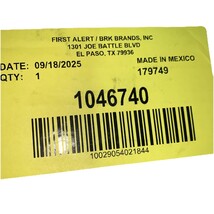 FIRST ALERT / BRK BRANDS, INC
1301 JOE BATTLE BLVD
EL PASO, TX 79936
DATE: 09/18/2025 MADE IN MEXICO
QTY: 1 179749
1046740
10029054021844